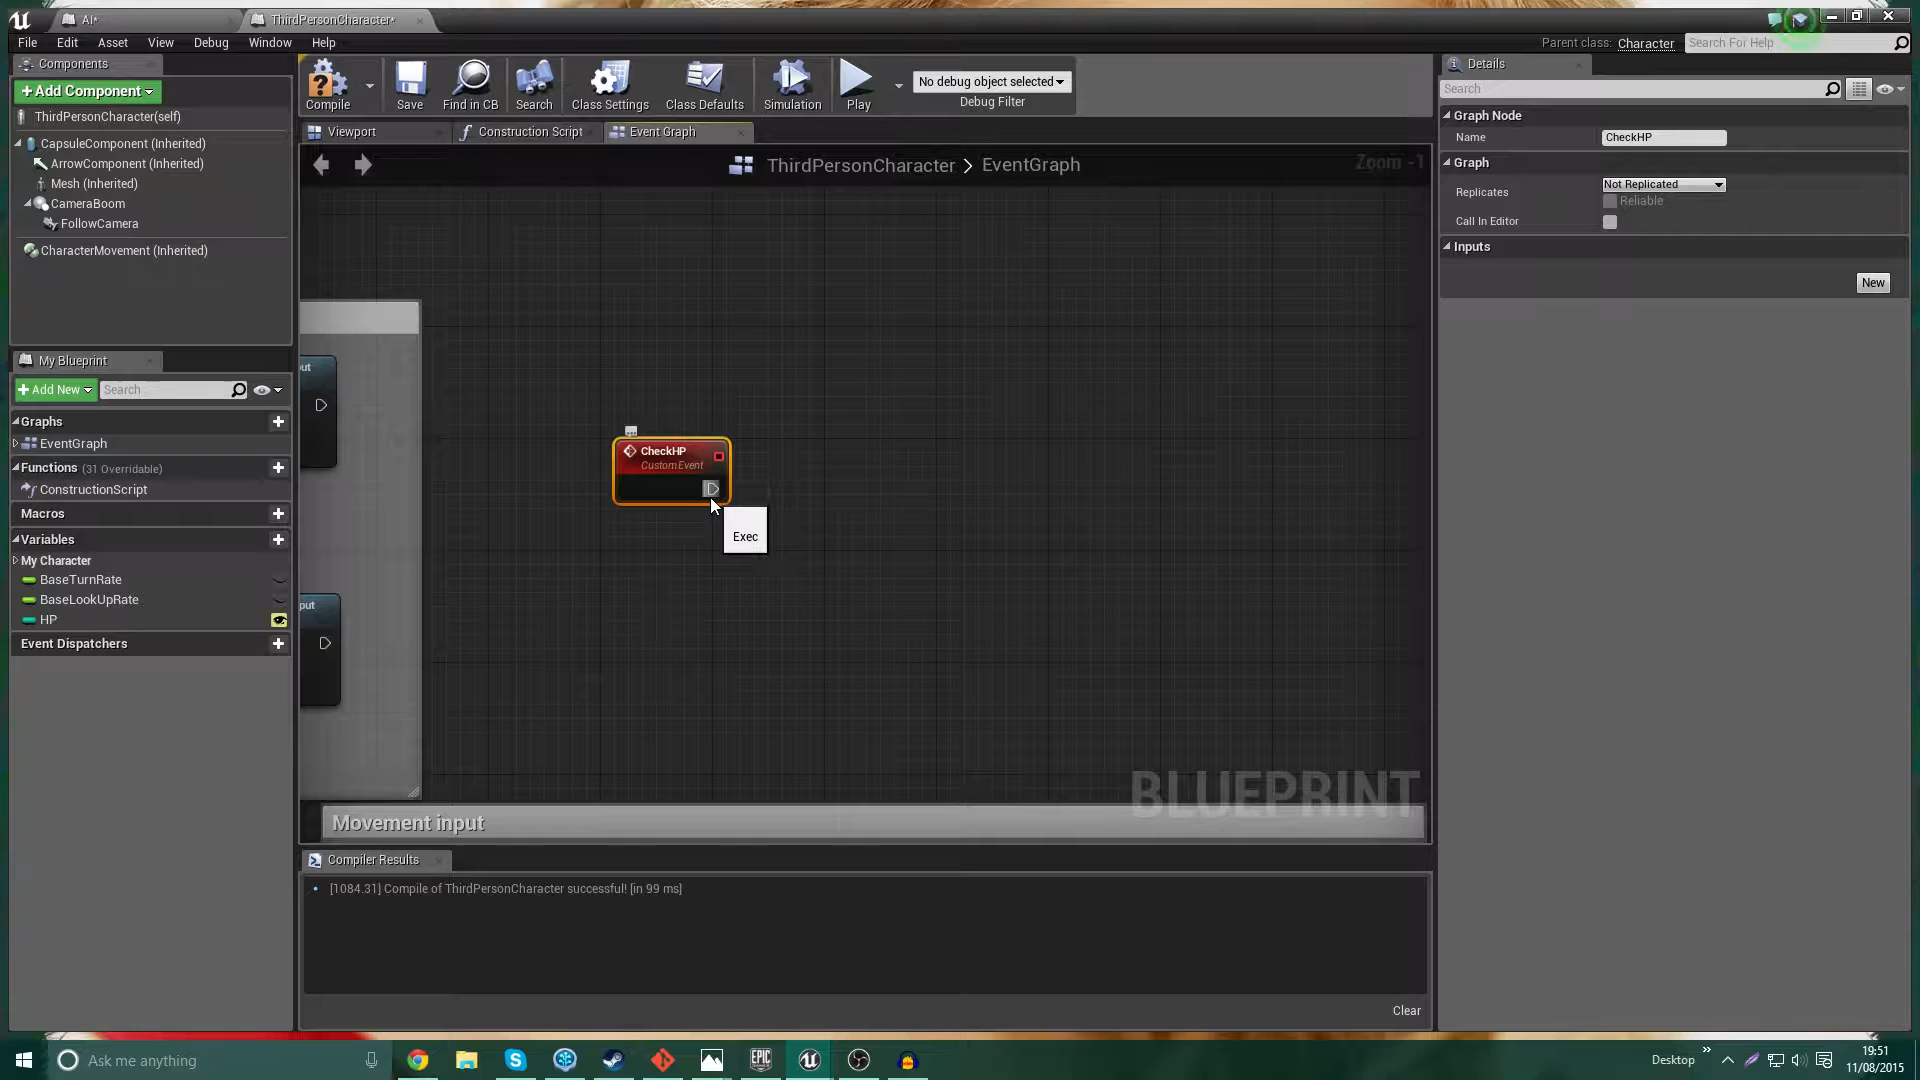 AI*
ThirdPersonCharacter*
File Edit Asset View Debug Window Help
Parent class: Character
Search For Help
Components
+Add Component
ThirdPersonCharacter(self)
CapsuleComponent (Inherited)
ArrowComponent (Inherited)
Mesh (Inherited)
CameraBoom
FollowCamera
CharacterMovement (Inherited)
My Blueprint
+Add New
Search
Graphs
EventGraph
Functions (31 Overridable)
ConstructionScript
Macros
Variables
My Character
BaseTurnRate
BaseLookUpRate
HP
Event Dispatchers
Compile
Save
Find in CB
Search
Class Settings
Class Defaults
Simulation
Play
No debug object selected
Debug Filter
Viewport
Construction Script
Event Graph
ThirdPersonCharacter > EventGraph
Zoom -1
ut
put
CheckHP
CustomEvent
Exec
BLUEPRINT
Movement input
Compiler Results
[1084.31] Compile of ThirdPersonCharacter successful! [in 99 ms]
Clear
Details
Search
Graph Node
Name
CheckHP
Graph
Replicates
Not Replicated
Reliable
Call In Editor
Inputs
New
Ask me anything
EPIC
Desktop
19:51
11/08/2015